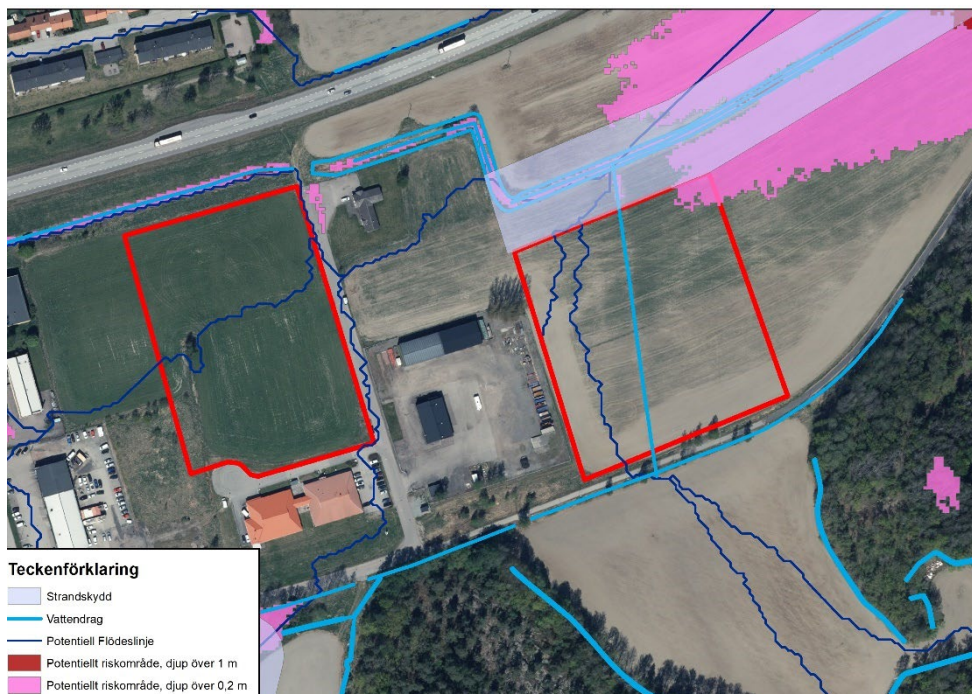 Teckenförklaring
Strandskydd
Vattendrag
Potentiell Flödeslinje
Potentiellt riskområde, djup över 1 m
Potentiellt riskområde, djup över 0,2 m